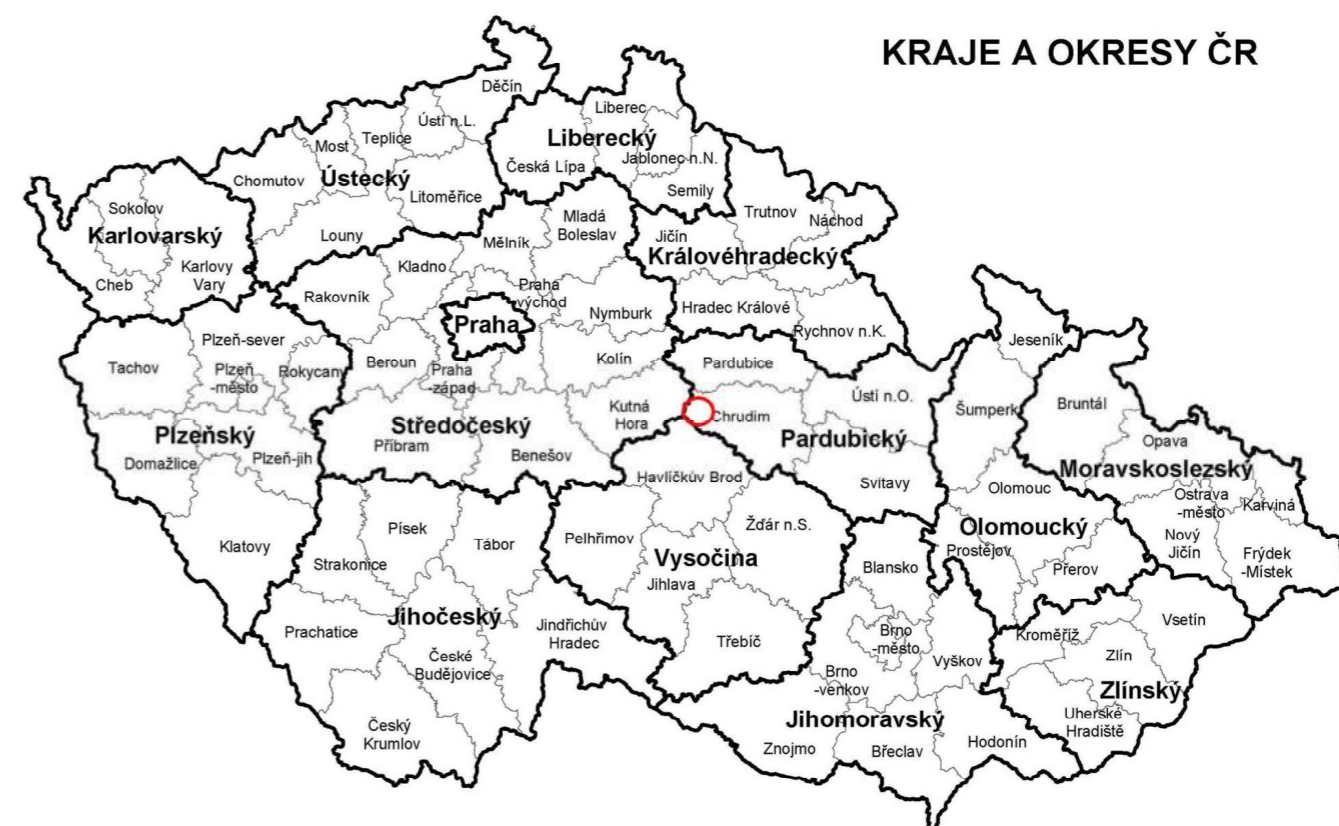 KRAJE A OKRESY ČR
Děčín
Liberec
Ústí n.L.
Teplice
Most
Liberecký
Jablonec n.N.
Česká Lípa
Chomutov
Ústecký
Litoměřice
Semily
Sokolov
Trutnov
Náchod
Mladá
Boleslav
Karlovarský
Louny
Mělník
Jičín
Královéhradecký
Kladno
Karlovy
Vary
Cheb
Rakovník
Praha
-východ
Nymburk
Hradec Králové
Rychnov n.K.
Praha
Plzeň-sever
Jeseník
Tachov
Plzeň
-město
Rokycany
Beroun
Praha
-západ
Kolín
Pardubice
Ústí n.O.
Šumperk
Bruntál
Kutná
Hora
Chrudim
Středočeský
Plzeňský
Příbram
Benešov
Pardubický
Opava
Moravskoslezský
Domažlice
Plzeň-jih
Havlíčkův Brod
Svitavy
Olomouc
Ostrava
-město
Karviná
Klatovy
Písek
Tábor
Pelhřimov
Žďár n.S.
Olomoucký
Nový
Jičín
Strakonice
Vysočina
Jihlava
Blansko
Prostějov
Přerov
Frýdek
-Místek
Jihočeský
Prachatice
Jindřichův
Hradec
Třebíč
Brno
-město
Vyškov
Kroměříž
Vsetín
České
Budějovice
Brno
-venkov
Zlín
Zlínský
Český
Krumlov
Jihomoravský
Uherské
Hradiště
Znojmo
Břeclav
Hodonín